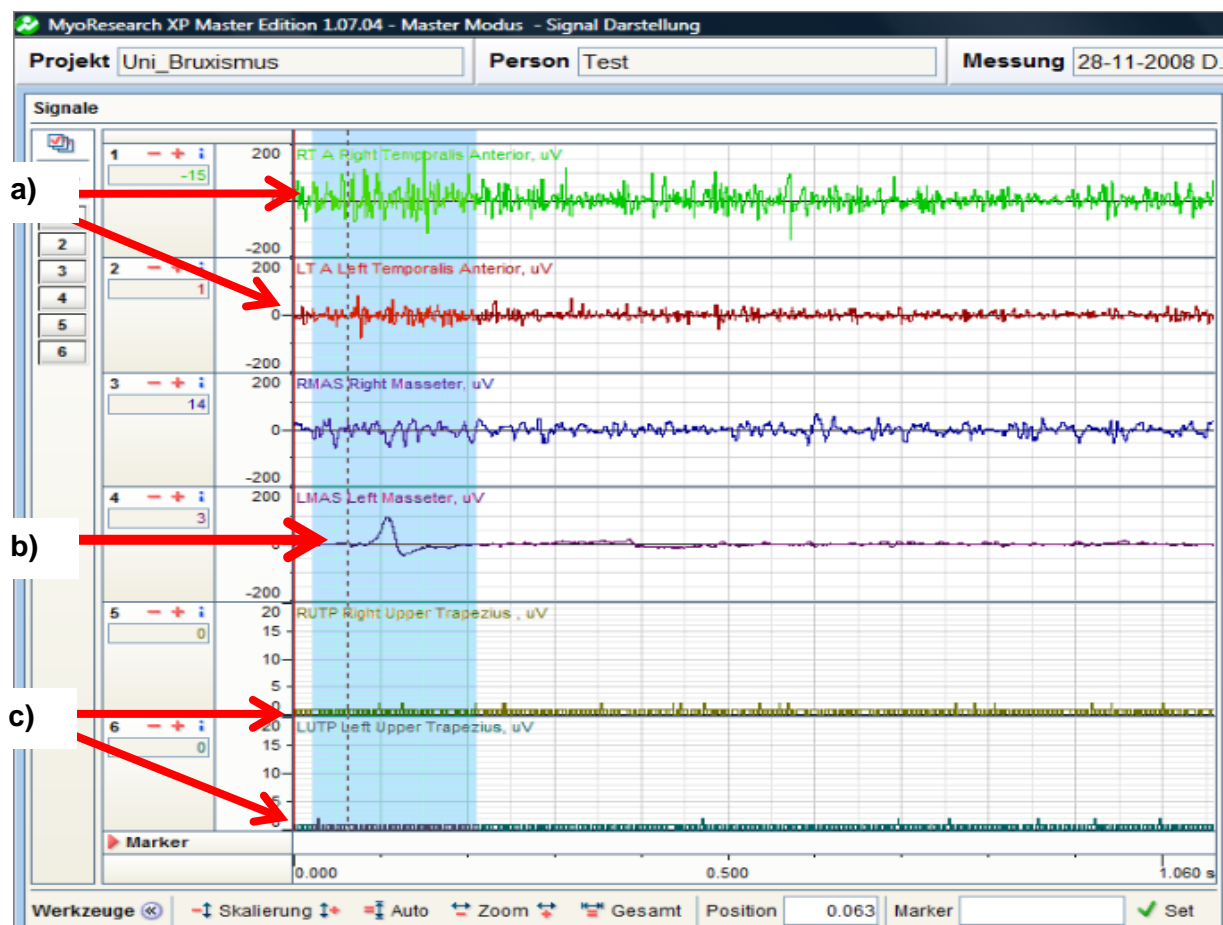 MyoResearch XP Master Edition 1.07.04 - Master Modus - Signal Darstellung
Projekt Uni_Bruxismus Person Test Messung 28-11-2008 D.
Signale
1 - + i 200 RT A Right Temporalis Anterior, uV
-15
a)
-200
2
3
4
5
6
2 - + i 200 LT A Left Temporalis Anterior, uV
1
0
-200
3 - + i 200 RMAS Right Masseter, uV
14
0
-200
4 - + i 200 LMAS Left Masseter, uV
3
b)
0
-200
5 - + i 20 RUTP Right Upper Trapezius , uV
0
15
10
5
0
c)
6 - + i 20 LUTP Left Upper Trapezius, uV
0
15
10
5
0
Marker
0.000 0.500 1.060 s
Werkzeuge Skalierung Auto Zoom Gesamt Position 0.063 Marker Set